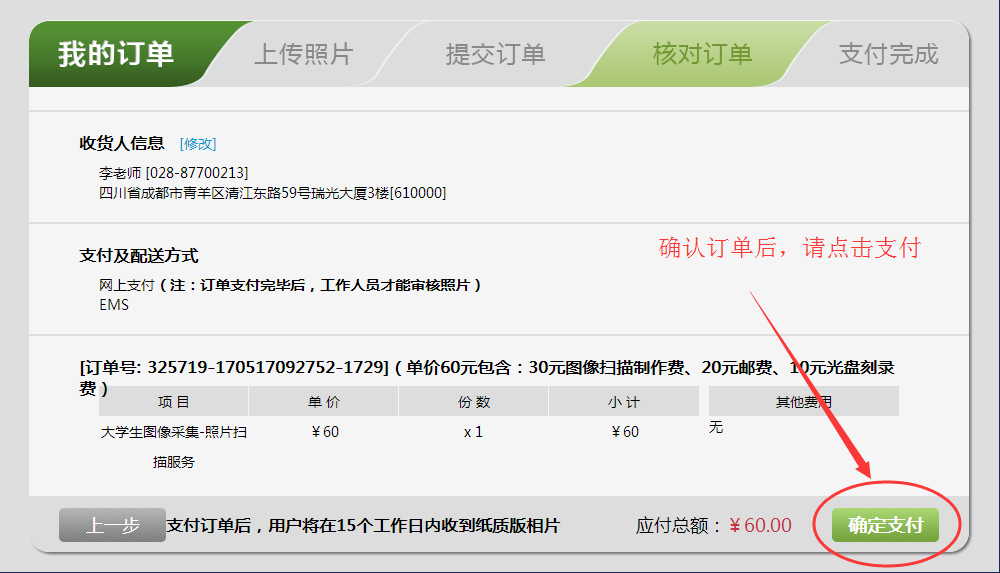 我的订单 上传照片 提交订单 核对订单 支付完成
收货人信息 [修改]
李老师 [028-87700213]
四川省成都市青羊区清江东路59号瑞光大厦3楼[610000]
确认订单后，请点击支付
支付及配送方式
网上支付（注：订单支付完毕后，工作人员才能审核照片）
EMS
[订单号: 325719-170517092752-1729]（单价60元包含：30元图像扫描制作费、20元邮费、10元光盘刻录
费）
项 目 单 价 份 数 小 计 其他费用
大学生图像采集-照片扫 ￥60 x 1 ￥60 无
描服务
上一步 支付订单后，用户将在15个工作日内收到纸质版相片 应付总额：￥60.00 确定支付